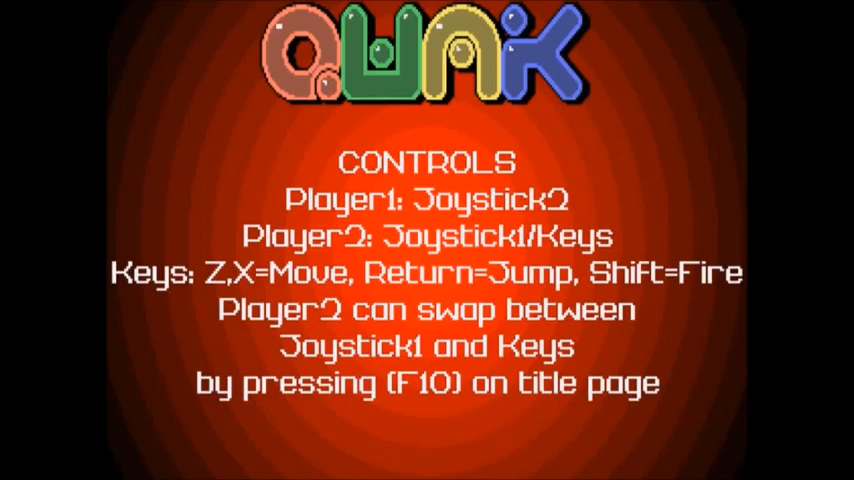 QWAK
CONTROLS
Player1: Joystick2
Player2: Joystick1/Keys
Keys: Z,X=Move, Return=Jump, Shift=Fire
Player2 can swap between
Joystick1 and Keys
by pressing (F10) on title page